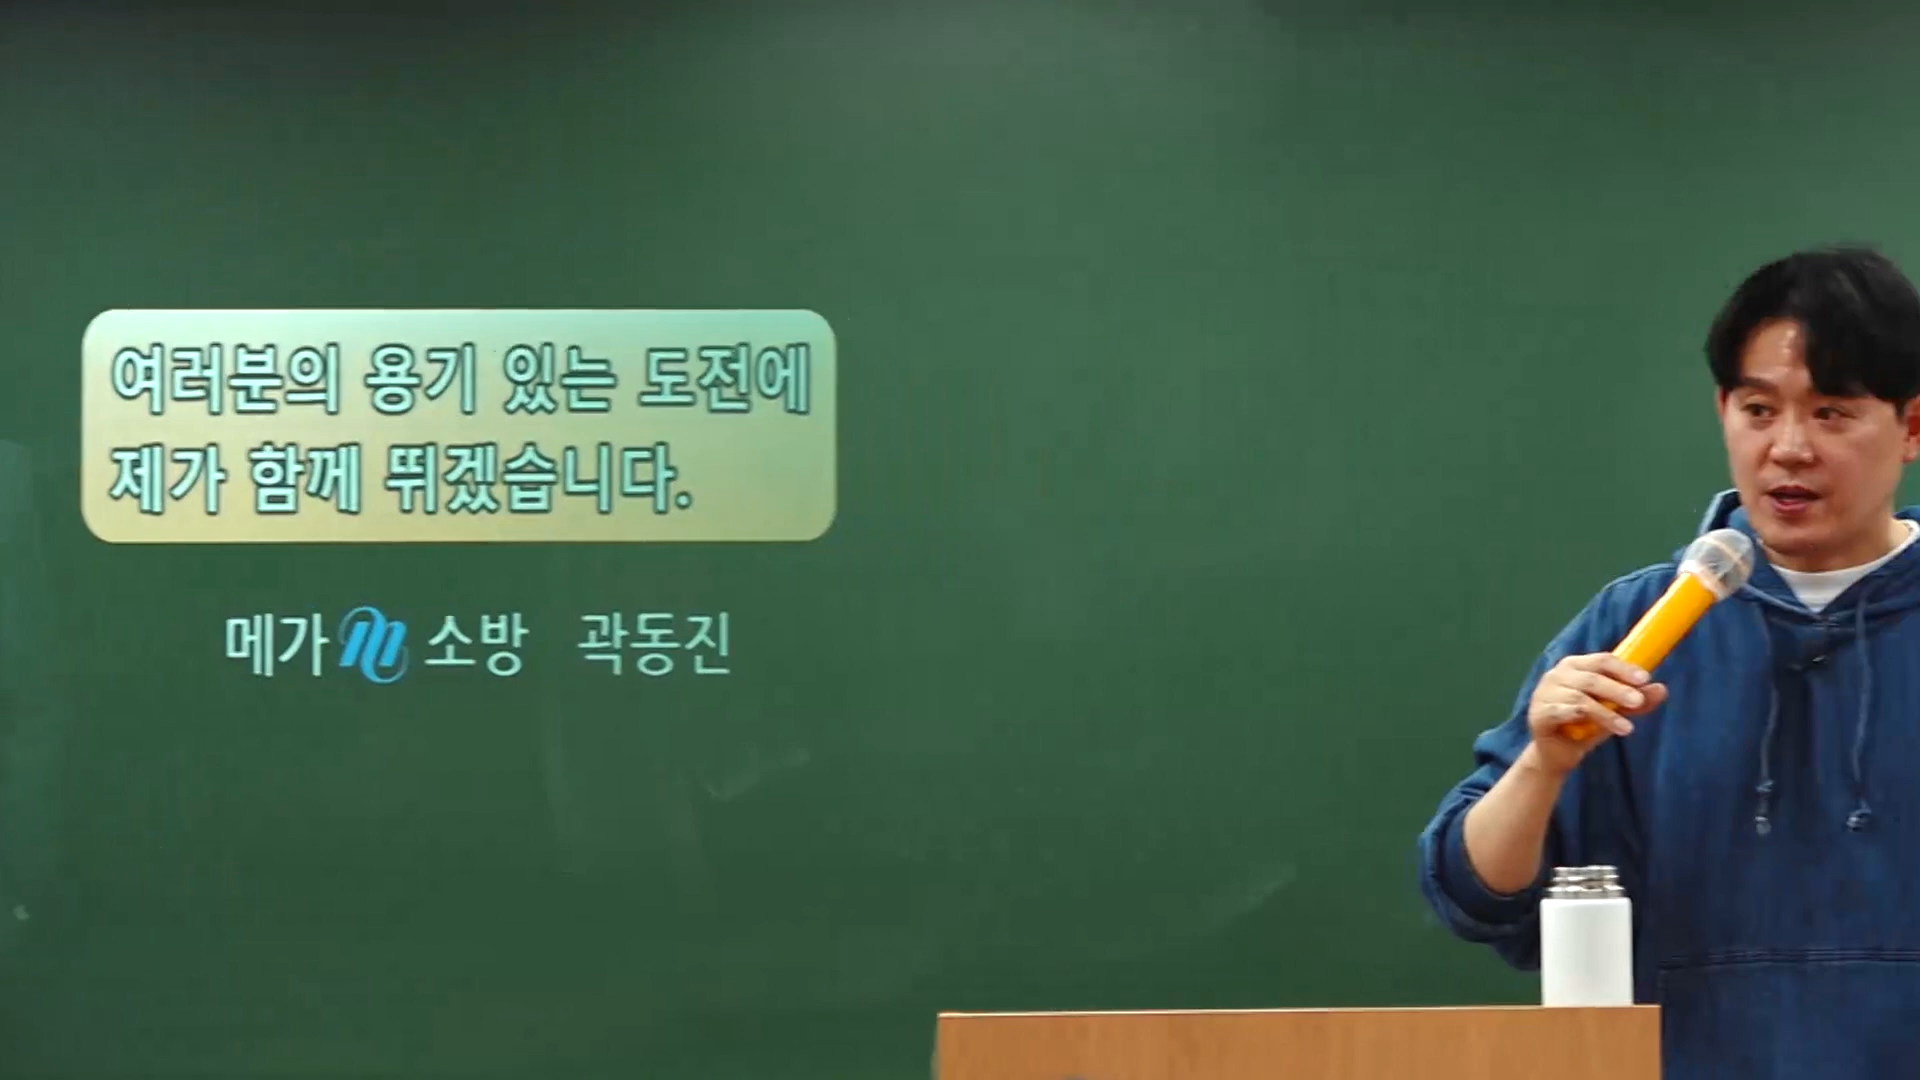 여러분의 용기 있는 도전에
제가 함께 뛰겠습니다.
메가 소방 곽동진